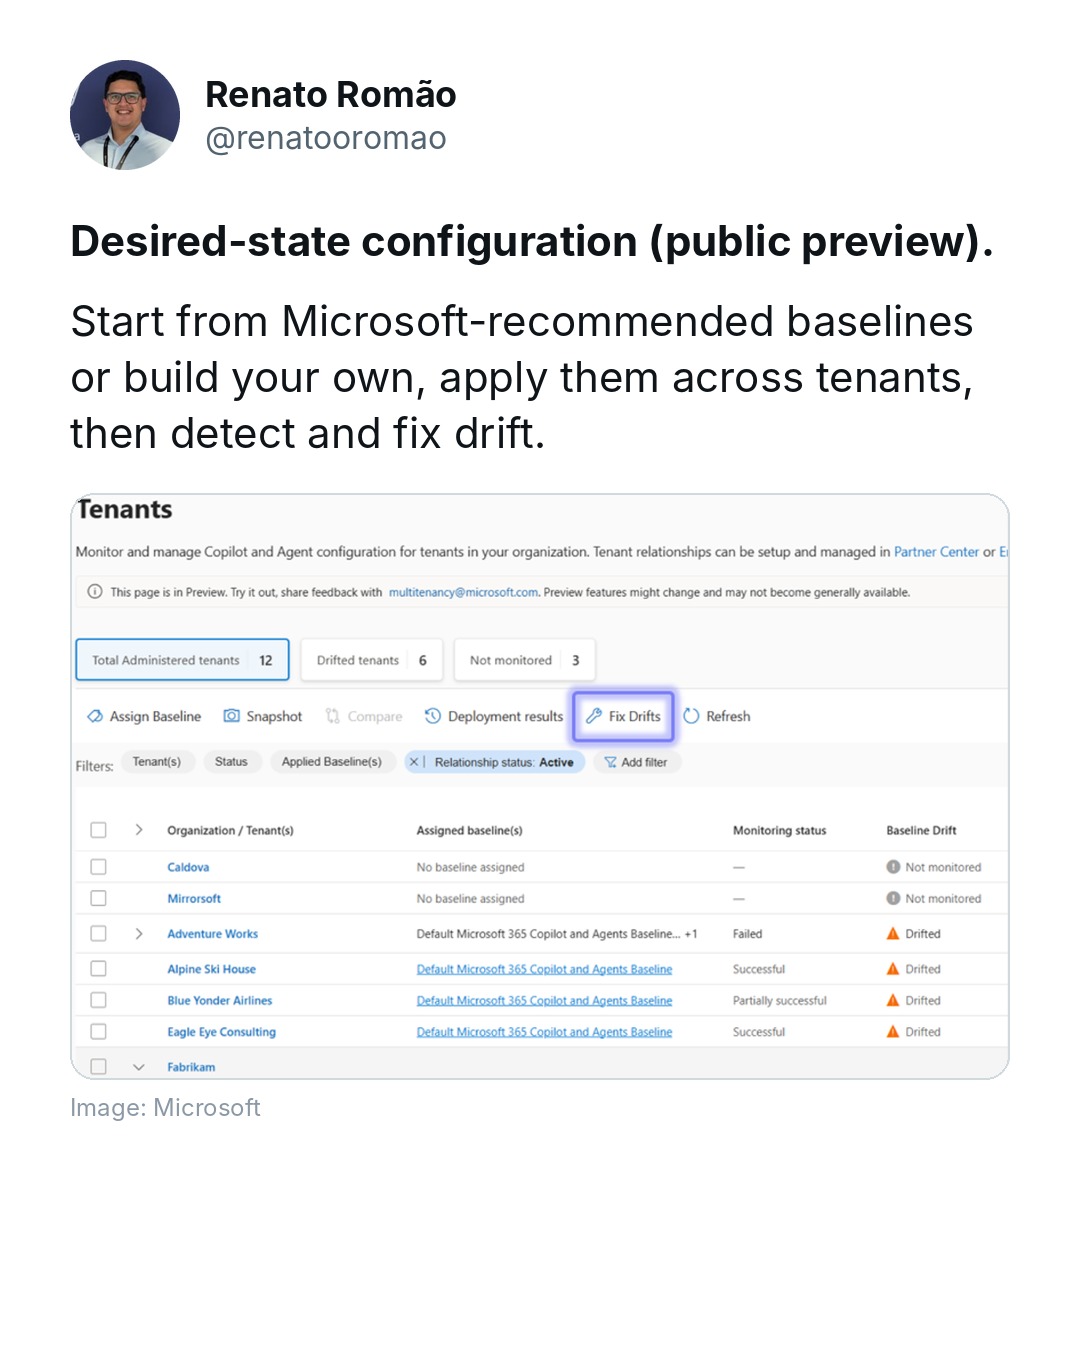 Renato Romão
@renatooromao
Desired-state configuration (public preview).
Start from Microsoft-recommended baselines
or build your own, apply them across tenants,
then detect and fix drift.
Tenants
Monitor and manage Copilot and Agent configuration for tenants in your organization. Tenant relationships can be setup and managed in Partner Center or
This page is in Preview. Try it out, share feedback with multitenancy@microsoft.com. Preview features might change and may not become generally available.
Total Administered tenants 12 Drifted tenants 6 Not monitored 3
Assign Baseline Snapshot Compare Deployment results Fix Drifts Refresh
Filters: Tenant(s) Status Applied Baseline(s) Relationship status: Active Add filter
Organization / Tenant(s) Assigned baseline(s) Monitoring status Baseline Drift
Caldova No baseline assigned — Not monitored
Mirrorsoft No baseline assigned — Not monitored
Adventure Works Default Microsoft 365 Copilot and Agents Baseline... +1 Failed Drifted
Alpine Ski House Default Microsoft 365 Copilot and Agents Baseline Successful Drifted
Blue Yonder Airlines Default Microsoft 365 Copilot and Agents Baseline Partially successful Drifted
Eagle Eye Consulting Default Microsoft 365 Copilot and Agents Baseline Successful Drifted
Fabrikam
Image: Microsoft